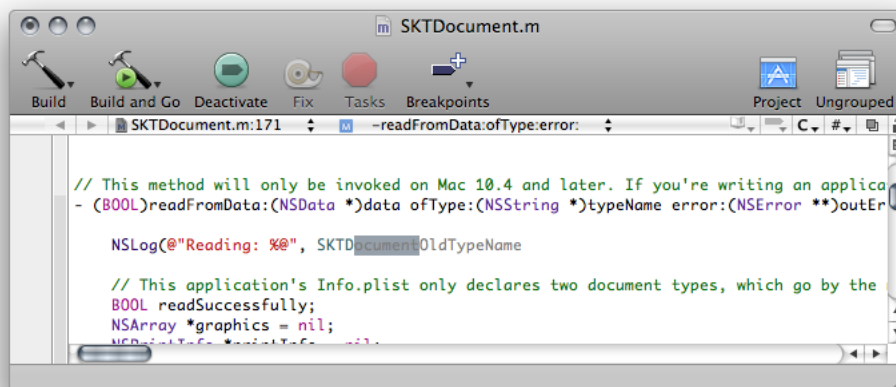 SKTDocument.m
Build Build and Go Deactivate Fix Tasks Breakpoints Project Ungrouped
SKTDocument.m:171 -readFromData:ofType:error: C #
// This method will only be invoked on Mac 10.4 and later. If you're writing an applica
- (BOOL)readFromData:(NSData *)data ofType:(NSString *)typeName error:(NSError **)outEr
NSLog(@"Reading: %@", SKTDocumentOldTypeName
// This application's Info.plist only declares two document types, which go by the
BOOL readSuccessfully;
NSArray *graphics = nil;
NSPrintInfo *printInfo = nil;